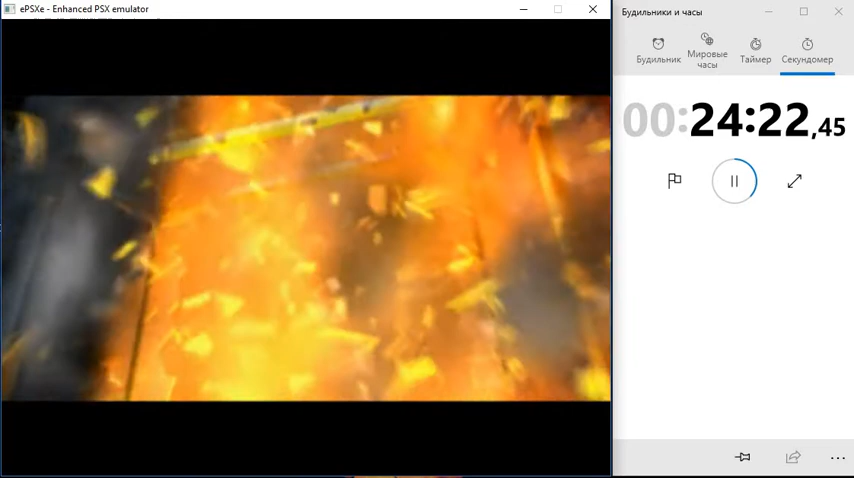 ePSXe - Enhanced PSX emulator
Будильники и часы
Будильник
Мировые
часы
Таймер
Секундомер
00:24:22,45